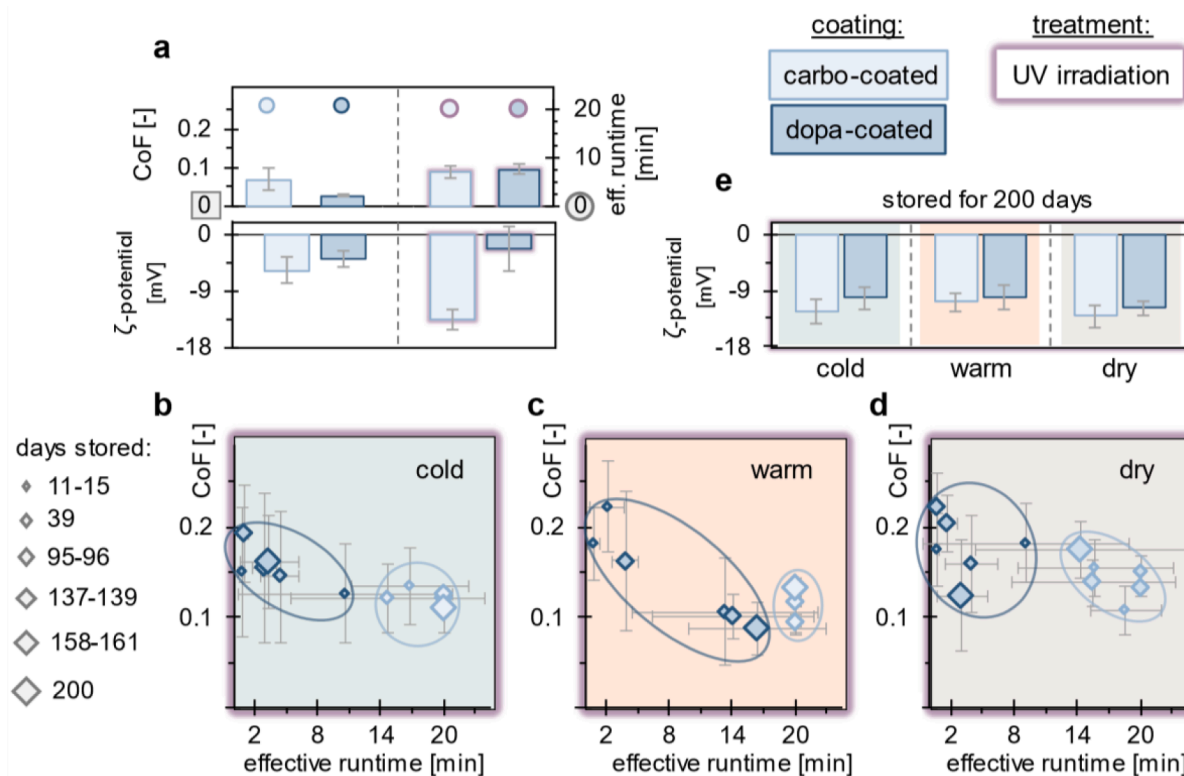 coating:
treatment:
carbo-coated
UV irradiation
dopa-coated
a
CoF [-]
0.2
0.1
0
20
10
0
eff. runtime
[min]
ζ-potential
[mV]
0
-9
-18
e
stored for 200 days
ζ-potential
[mV]
0
-9
-18
cold
warm
dry
days stored:
11-15
39
95-96
137-139
158-161
200
b
CoF [-]
cold
0.2
0.1
2
8
14
20
effective runtime [min]
c
CoF [-]
warm
0.2
0.1
2
8
14
20
effective runtime [min]
d
CoF [-]
dry
0.2
0.1
2
8
14
20
effective runtime [min]